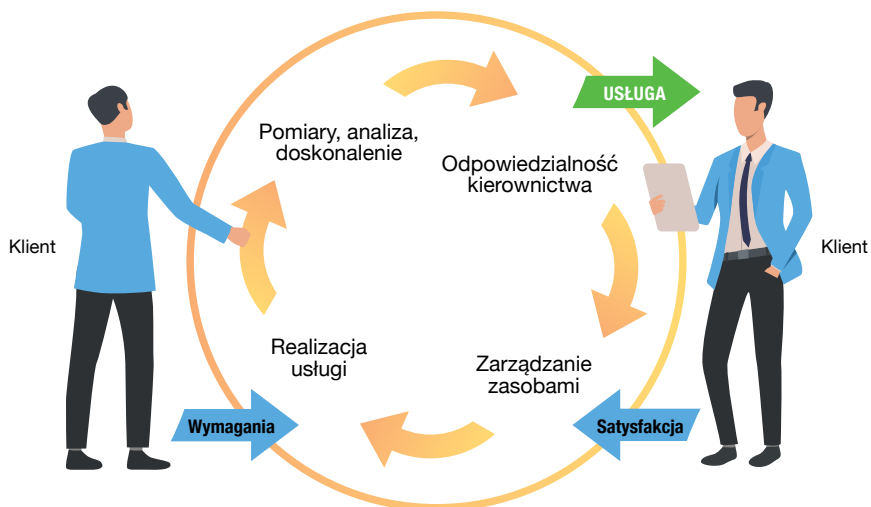 USŁUGA
Pomiary, analiza,
doskonalenie
Odpowiedzialność
kierownictwa
Klient
Klient
Realizacja
usługi
Zarządzanie
zasobami
Wymagania
Satysfakcja